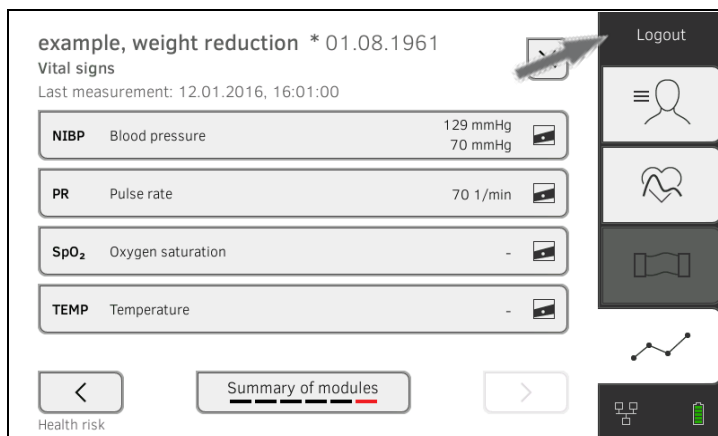 example, weight reduction * 01.08.1961
Logout
Vital signs
Last measurement: 12.01.2016, 16:01:00
NIBP Blood pressure 129 mmHg
70 mmHg
PR Pulse rate 70 1/min
SpO₂ Oxygen saturation -
TEMP Temperature -
Summary of modules
Health risk